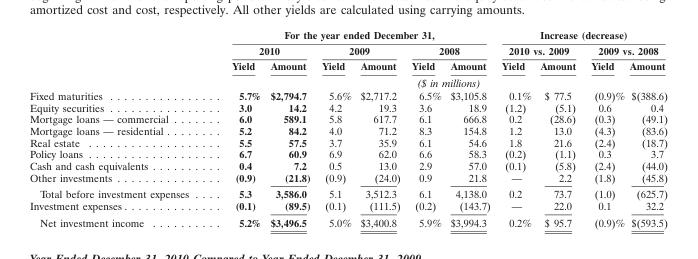 amortized cost and cost, respectively. All other yields are calculated using carrying amounts.
For the year ended December 31, Increase (decrease)
2010 2009 2008 2010 vs. 2009 2009 vs. 2008
Yield Amount Yield Amount Yield Amount Yield Amount Yield Amount
($ in millions)
Fixed maturities . . . . . . . . . . . . . . . . 5.7% $2,794.7 5.6% $2,717.2 6.5% $3,105.8 0.1% $ 77.5 (0.9)% $(388.6)
Equity securities . . . . . . . . . . . . . . . . 3.0 14.2 4.2 19.3 3.6 18.9 (1.2) (5.1) 0.6 0.4
Mortgage loans — commercial . . . . . . . . 6.0 589.1 5.8 617.7 6.1 666.8 0.2 (28.6) (0.3) (49.1)
Mortgage loans — residential . . . . . . . . . 5.2 84.2 4.0 71.2 8.3 154.8 1.2 13.0 (4.3) (83.6)
Real estate . . . . . . . . . . . . . . . . . . . . 5.5 57.5 3.7 35.9 6.1 54.6 1.8 21.6 (2.4) (18.7)
Policy loans . . . . . . . . . . . . . . . . . . . 6.7 60.9 6.9 62.0 6.6 58.3 (0.2) (1.1) 0.3 3.7
Cash and cash equivalents . . . . . . . . . . 0.4 7.2 0.5 13.0 2.9 57.0 (0.1) (5.8) (2.4) (44.0)
Other investments . . . . . . . . . . . . . . . (0.9) (21.8) (0.9) (24.0) 0.9 21.8 — 2.2 (1.8) (45.8)
Total before investment expenses . . . . 5.3 3,586.0 5.1 3,512.3 6.1 4,138.0 0.2 73.7 (1.0) (625.7)
Investment expenses . . . . . . . . . . . . . . (0.1) (89.5) (0.1) (111.5) (0.2) (143.7) — 22.0 0.1 32.2
Net investment income . . . . . . . . . . 5.2% $3,496.5 5.0% $3,400.8 5.9% $3,994.3 0.2% $ 95.7 (0.9)% $(593.5)
Year Ended December 31, 2010 Compared to Year Ended December 31, 2009